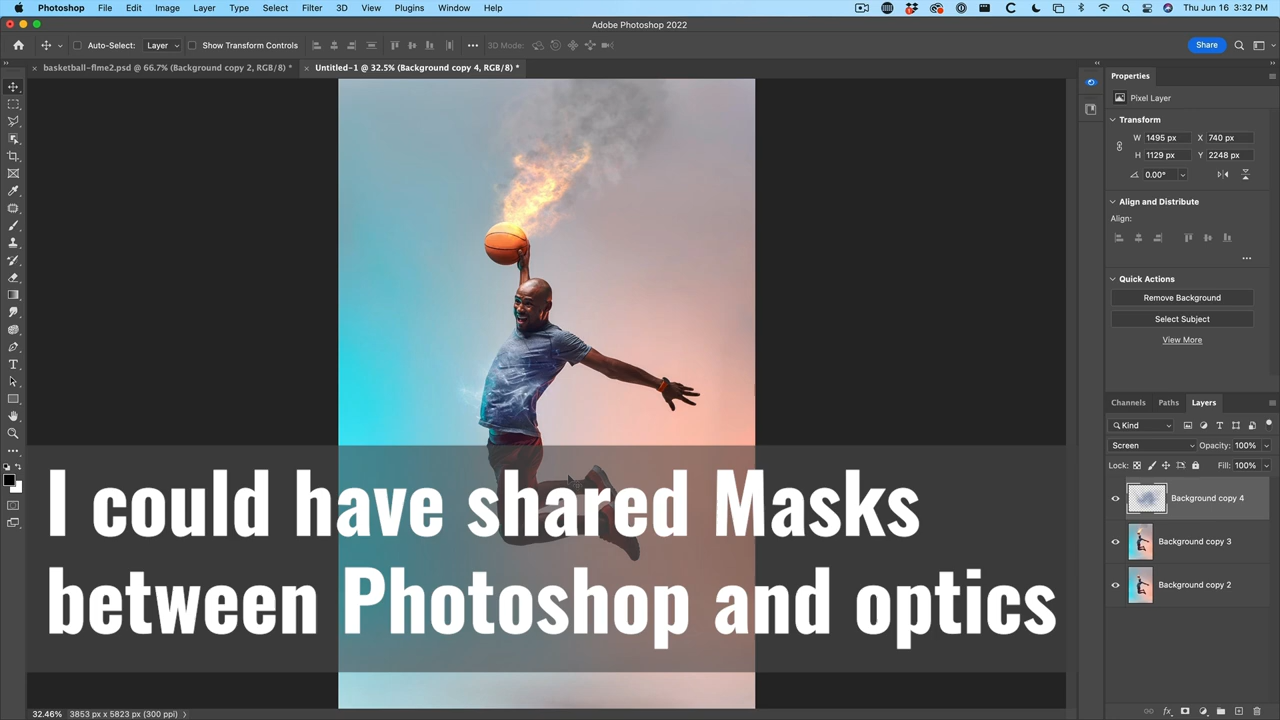 Photoshop File Edit Image Layer Type Select Filter 3D View Plugins Window Help Thu Jun 16 3:32 PM
Adobe Photoshop 2022
Auto-Select: Layer Show Transform Controls 3D Mode: Share
basketball-flme2.psd @ 66.7% (Background copy 2, RGB/8) * Untitled-1 @ 32.5% (Background copy 4, RGB/8) *
Properties
Pixel Layer
Transform
W 1495 px X 740 px
H 1129 px Y 2248 px
0.00°
Align and Distribute
Align:
Quick Actions
Remove Background
Select Subject
View More
Channels Paths Layers
Kind
Screen Opacity: 100%
Lock: Fill: 100%
Background copy 4
Background copy 3
Background copy 2
I could have shared Masks
between Photoshop and optics
32.46% 3853 px x 5823 px (300 ppi)